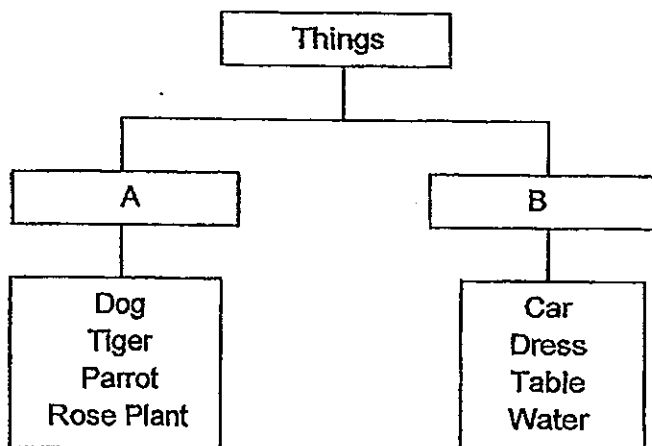 Things
A
B
Dog
Tiger
Parrot
Rose Plant
Car
Dress
Table
Water